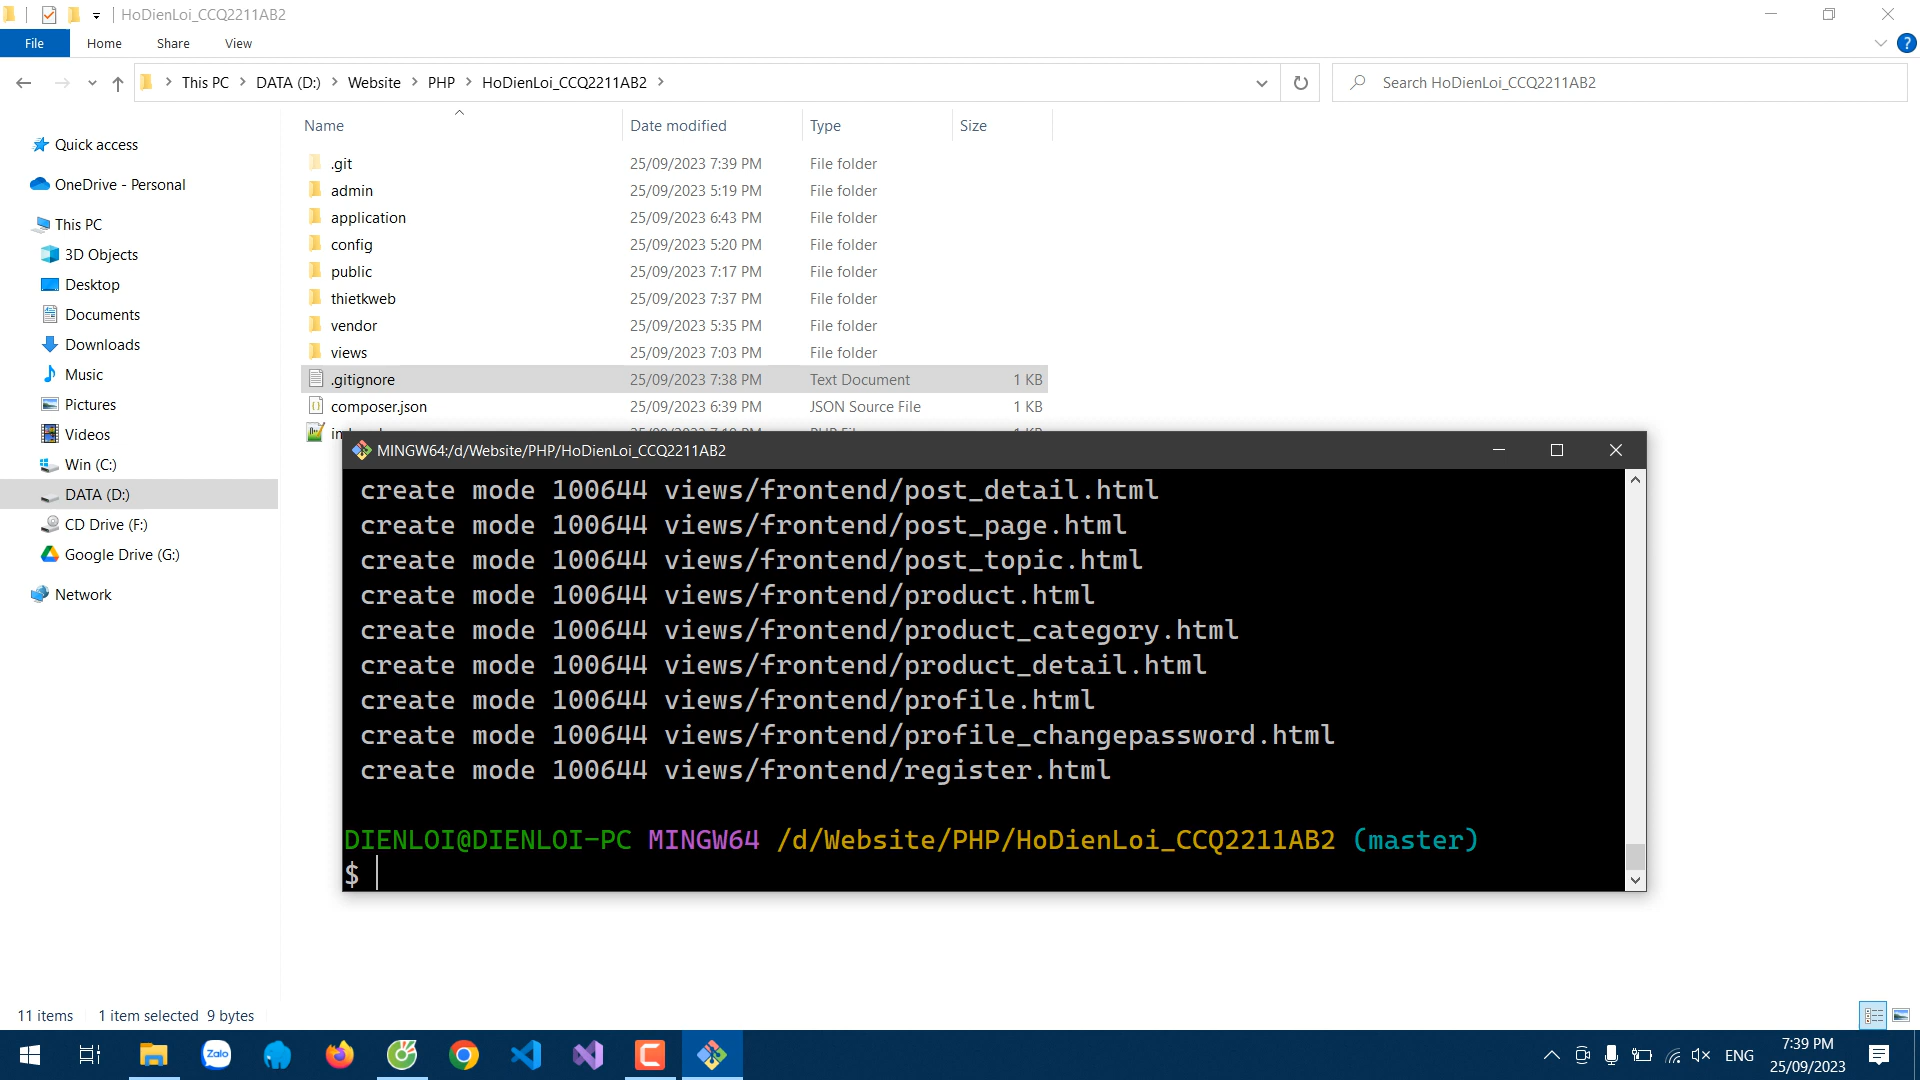 HoDienLoi_CCQ2211AB2
File Home Share View
This PC DATA (D:) Website PHP HoDienLoi_CCQ2211AB2
Search HoDienLoi_CCQ2211AB2
Name Date modified Type Size
Quick access
OneDrive - Personal
This PC
3D Objects
Desktop
Documents
Downloads
Music
Pictures
Videos
Win (C:)
DATA (D:)
CD Drive (F:)
Google Drive (G:)
Network
.git 25/09/2023 7:39 PM File folder
admin 25/09/2023 5:19 PM File folder
application 25/09/2023 6:43 PM File folder
config 25/09/2023 5:20 PM File folder
public 25/09/2023 7:17 PM File folder
thietkweb 25/09/2023 7:37 PM File folder
vendor 25/09/2023 5:35 PM File folder
views 25/09/2023 7:03 PM File folder
.gitignore 25/09/2023 7:38 PM Text Document 1 KB
composer.json 25/09/2023 6:39 PM JSON Source File 1 KB
MINGW64:/d/Website/PHP/HoDienLoi_CCQ2211AB2
create mode 100644 views/frontend/post_detail.html
create mode 100644 views/frontend/post_page.html
create mode 100644 views/frontend/post_topic.html
create mode 100644 views/frontend/product.html
create mode 100644 views/frontend/product_category.html
create mode 100644 views/frontend/product_detail.html
create mode 100644 views/frontend/profile.html
create mode 100644 views/frontend/profile_changepassword.html
create mode 100644 views/frontend/register.html
DIENLOI@DIENLOI-PC MINGW64 /d/Website/PHP/HoDienLoi_CCQ2211AB2 (master)
$
11 items 1 item selected 9 bytes
Zalo
ENG
7:39 PM
25/09/2023